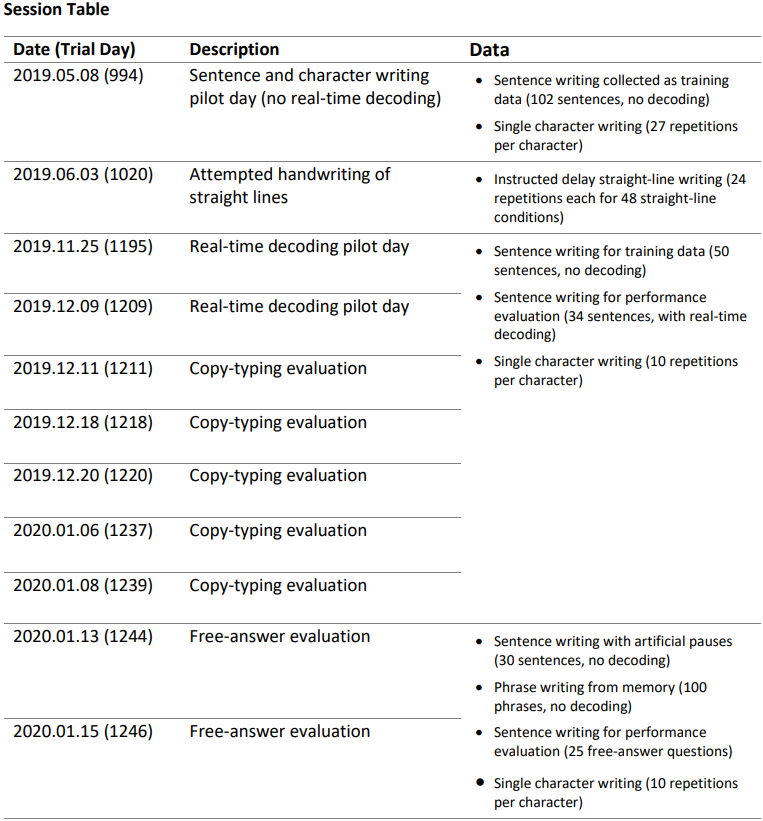 Session Table
Date (Trial Day) Description Data
2019.05.08 (994) Sentence and character writing
pilot day (no real-time decoding)
• Sentence writing collected as training
data (102 sentences, no decoding)
• Single character writing (27 repetitions
per character)
2019.06.03 (1020) Attempted handwriting of
straight lines
• Instructed delay straight-line writing (24
repetitions each for 48 straight-line
conditions)
2019.11.25 (1195) Real-time decoding pilot day
• Sentence writing for training data (50
sentences, no decoding)
• Sentence writing for performance
evaluation (34 sentences, with real-time
decoding)
• Single character writing (10 repetitions
per character)
2019.12.09 (1209) Real-time decoding pilot day
2019.12.11 (1211) Copy-typing evaluation
2019.12.18 (1218) Copy-typing evaluation
2019.12.20 (1220) Copy-typing evaluation
2020.01.06 (1237) Copy-typing evaluation
2020.01.08 (1239) Copy-typing evaluation
2020.01.13 (1244) Free-answer evaluation
• Sentence writing with artificial pauses
(30 sentences, no decoding)
• Phrase writing from memory (100
phrases, no decoding)
• Sentence writing for performance
evaluation (25 free-answer questions)
• Single character writing (10 repetitions
per character)
2020.01.15 (1246) Free-answer evaluation